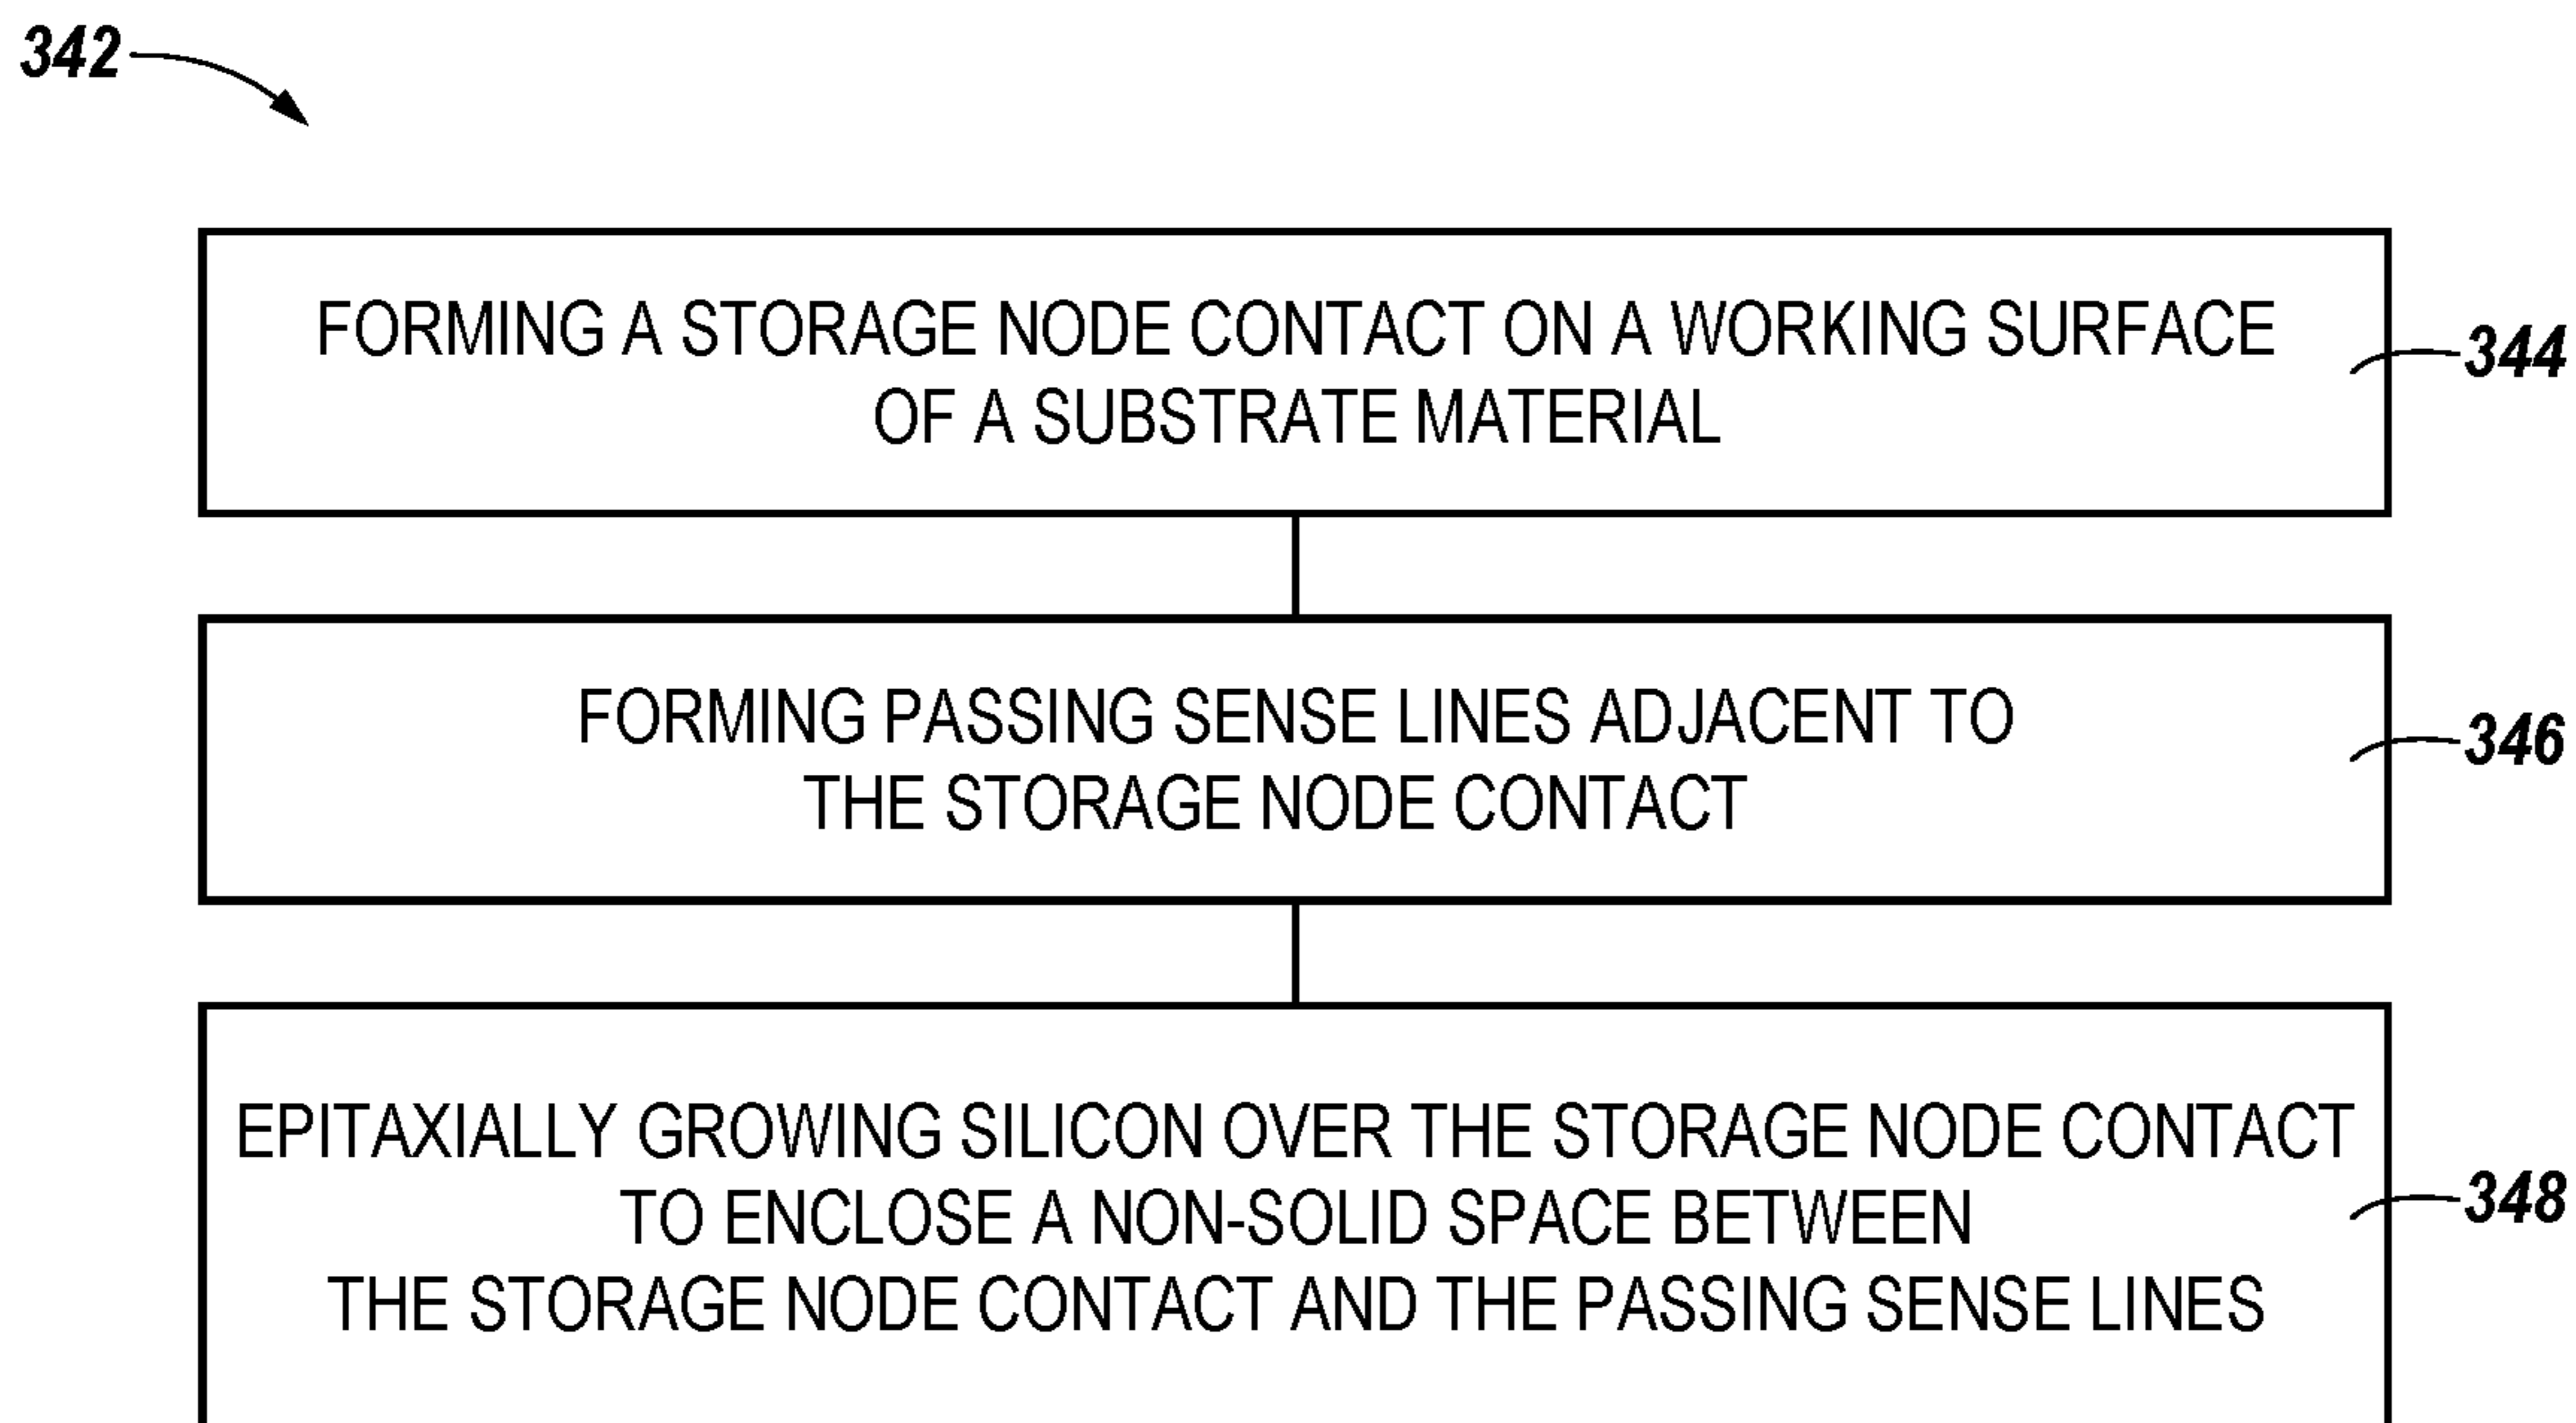 342
FORMING A STORAGE NODE CONTACT ON A WORKING SURFACE
OF A SUBSTRATE MATERIAL
344
FORMING PASSING SENSE LINES ADJACENT TO
THE STORAGE NODE CONTACT
346
EPITAXIALLY GROWING SILICON OVER THE STORAGE NODE CONTACT
TO ENCLOSE A NON-SOLID SPACE BETWEEN
THE STORAGE NODE CONTACT AND THE PASSING SENSE LINES
348